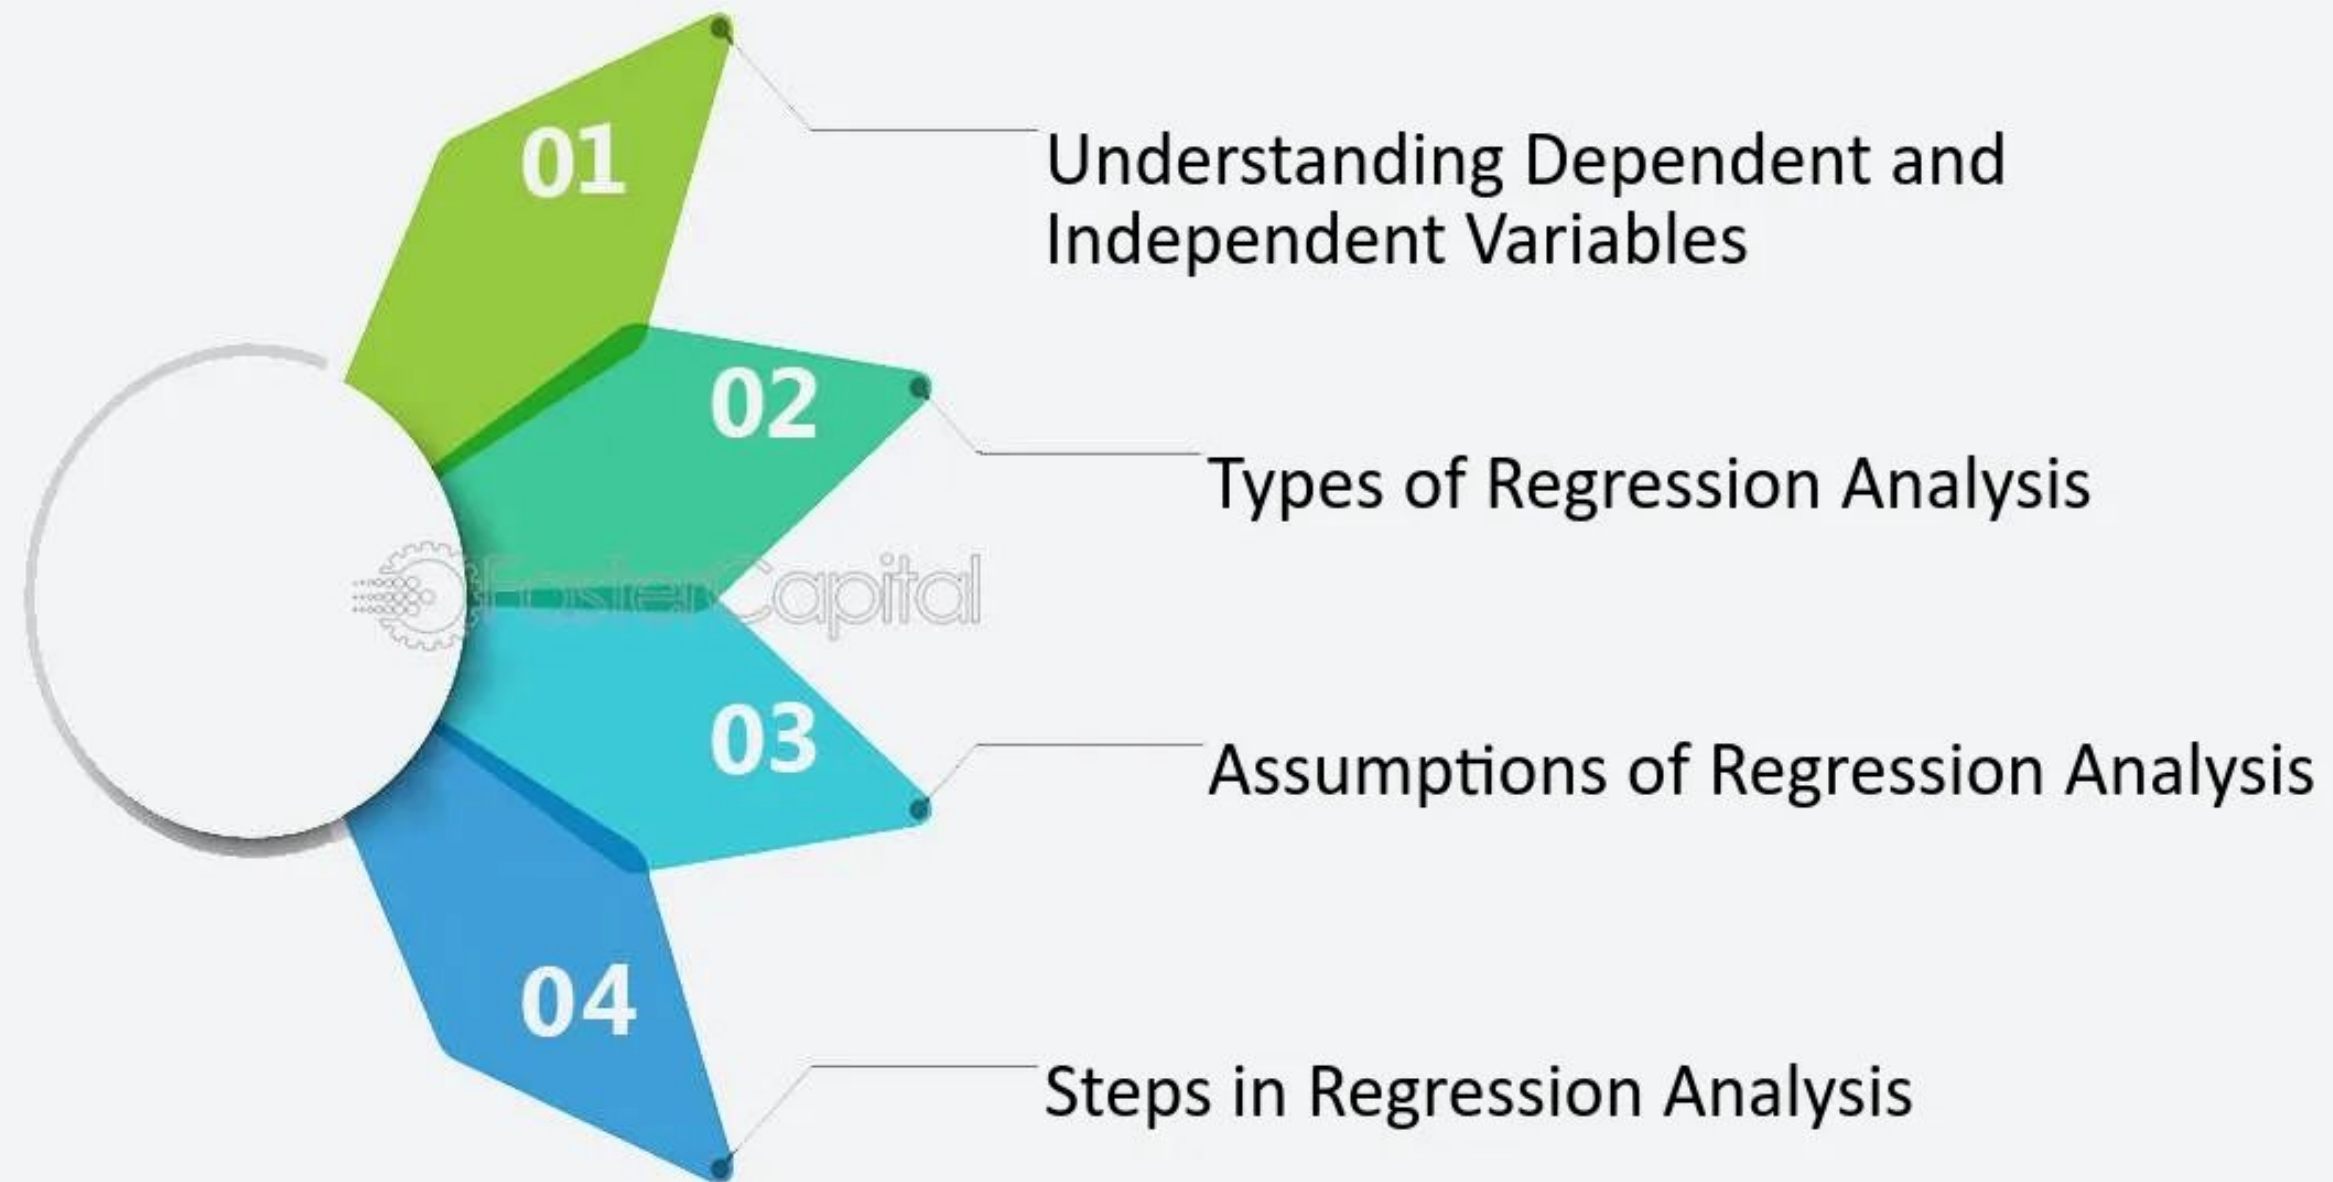 01
Understanding Dependent and
Independent Variables
02
Types of Regression Analysis
FasterCapital
03
Assumptions of Regression Analysis
04
Steps in Regression Analysis